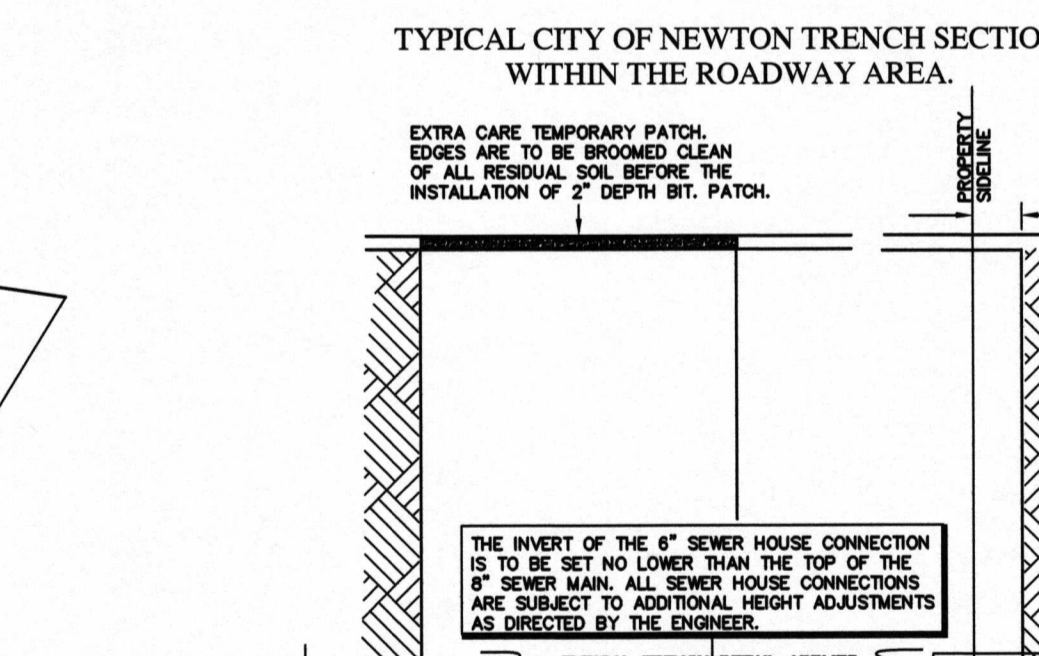 TYPICAL CITY OF NEWTON TRENCH SECTIO
WITHIN THE ROADWAY AREA.
EXTRA CARE TEMPORARY PATCH.
EDGES ARE TO BE BROOMED CLEAN
OF ALL RESIDUAL SOIL BEFORE THE
INSTALLATION OF 2" DEPTH BIT. PATCH.
PROPERTY
SIDELINE
THE INVERT OF THE 6" SEWER HOUSE CONNECTION
IS TO BE SET NO LOWER THAN THE TOP OF THE
8" SEWER MAIN. ALL SEWER HOUSE CONNECTIONS
ARE SUBJECT TO ADDITIONAL HEIGHT ADJUSTMENTS
AS DIRECTED BY THE ENGINEER.